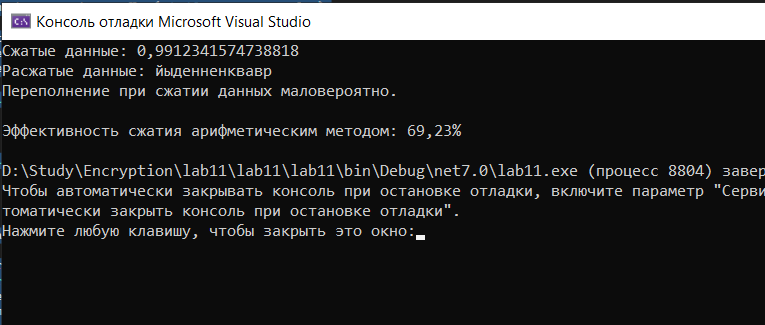 Консоль отладки Microsoft Visual Studio
Сжатые данные: 0,9912341574738818
Расжатые данные: йыденненквавр
Переполнение при сжатии данных маловероятно.
Эффективность сжатия арифметическим методом: 69,23%
D:\Study\Encryption\lab11\lab11\lab11\bin\Debug\net7.0\lab11.exe (процесс 8804) завер
Чтобы автоматически закрывать консоль при остановке отладки, включите параметр "Серви
томатически закрыть консоль при остановке отладки".
Нажмите любую клавишу, чтобы закрыть это окно: